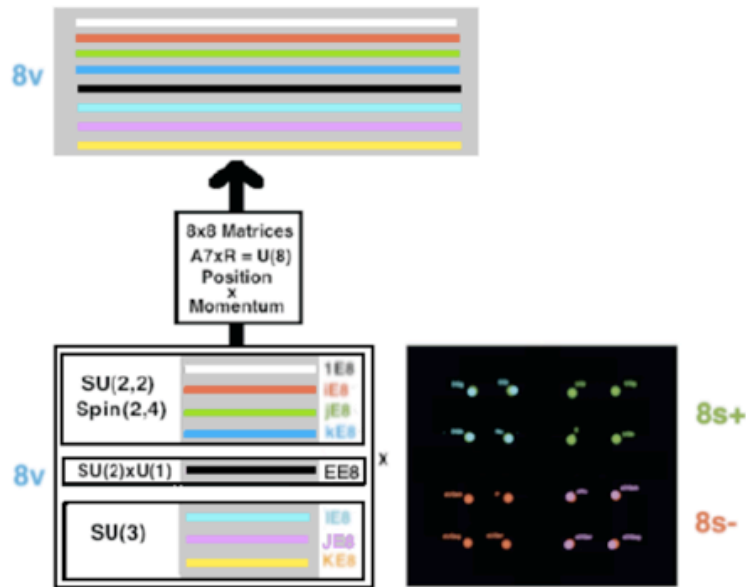 8v
8x8 Matrices
A7xR = U(8)
Position
x
Momentum
SU(2,2)
Spin(2,4)
1E8
iE8
jE8
kE8
8v
SU(2)xU(1)
EE8
SU(3)
IE8
JE8
KE8
x
8s+
8s-